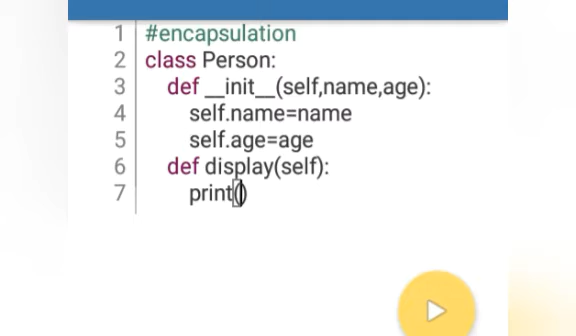 1 #encapsulation
2 class Person:
3 def __init__(self,name,age):
4 self.name=name
5 self.age=age
6 def display(self):
7 print()